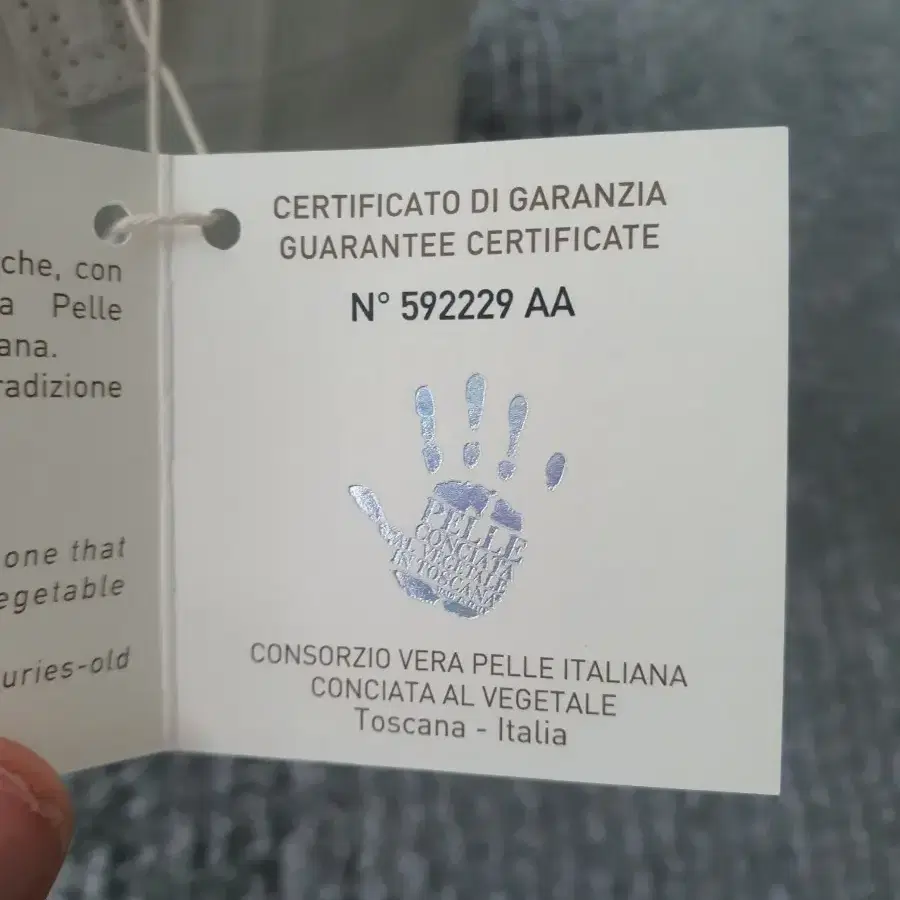 che, con
a Pelle
ana.
radizione
one that
egetable
uries-old
CERTIFICATO DI GARANZIA
GUARANTEE CERTIFICATE
N° 592229 AA
PELLE
CONCIATA
AL VEGETALE
IN TOSCANA
CONSORZIO VERA PELLE ITALIANA
CONCIATA AL VEGETALE
Toscana - Italia